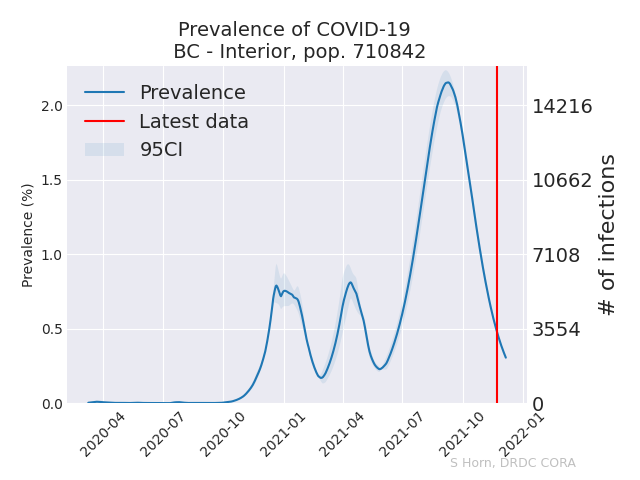 Prevalence of COVID-19
BC - Interior, pop. 710842
Prevalence
Latest data
95CI
Prevalence (%)
2.0
1.5
1.0
0.5
0.0
14216
10662
7108
3554
0
# of infections
2020-04
2020-07
2020-10
2021-01
2021-04
2021-07
2021-10
2022-01
S Horn, DRDC CORA